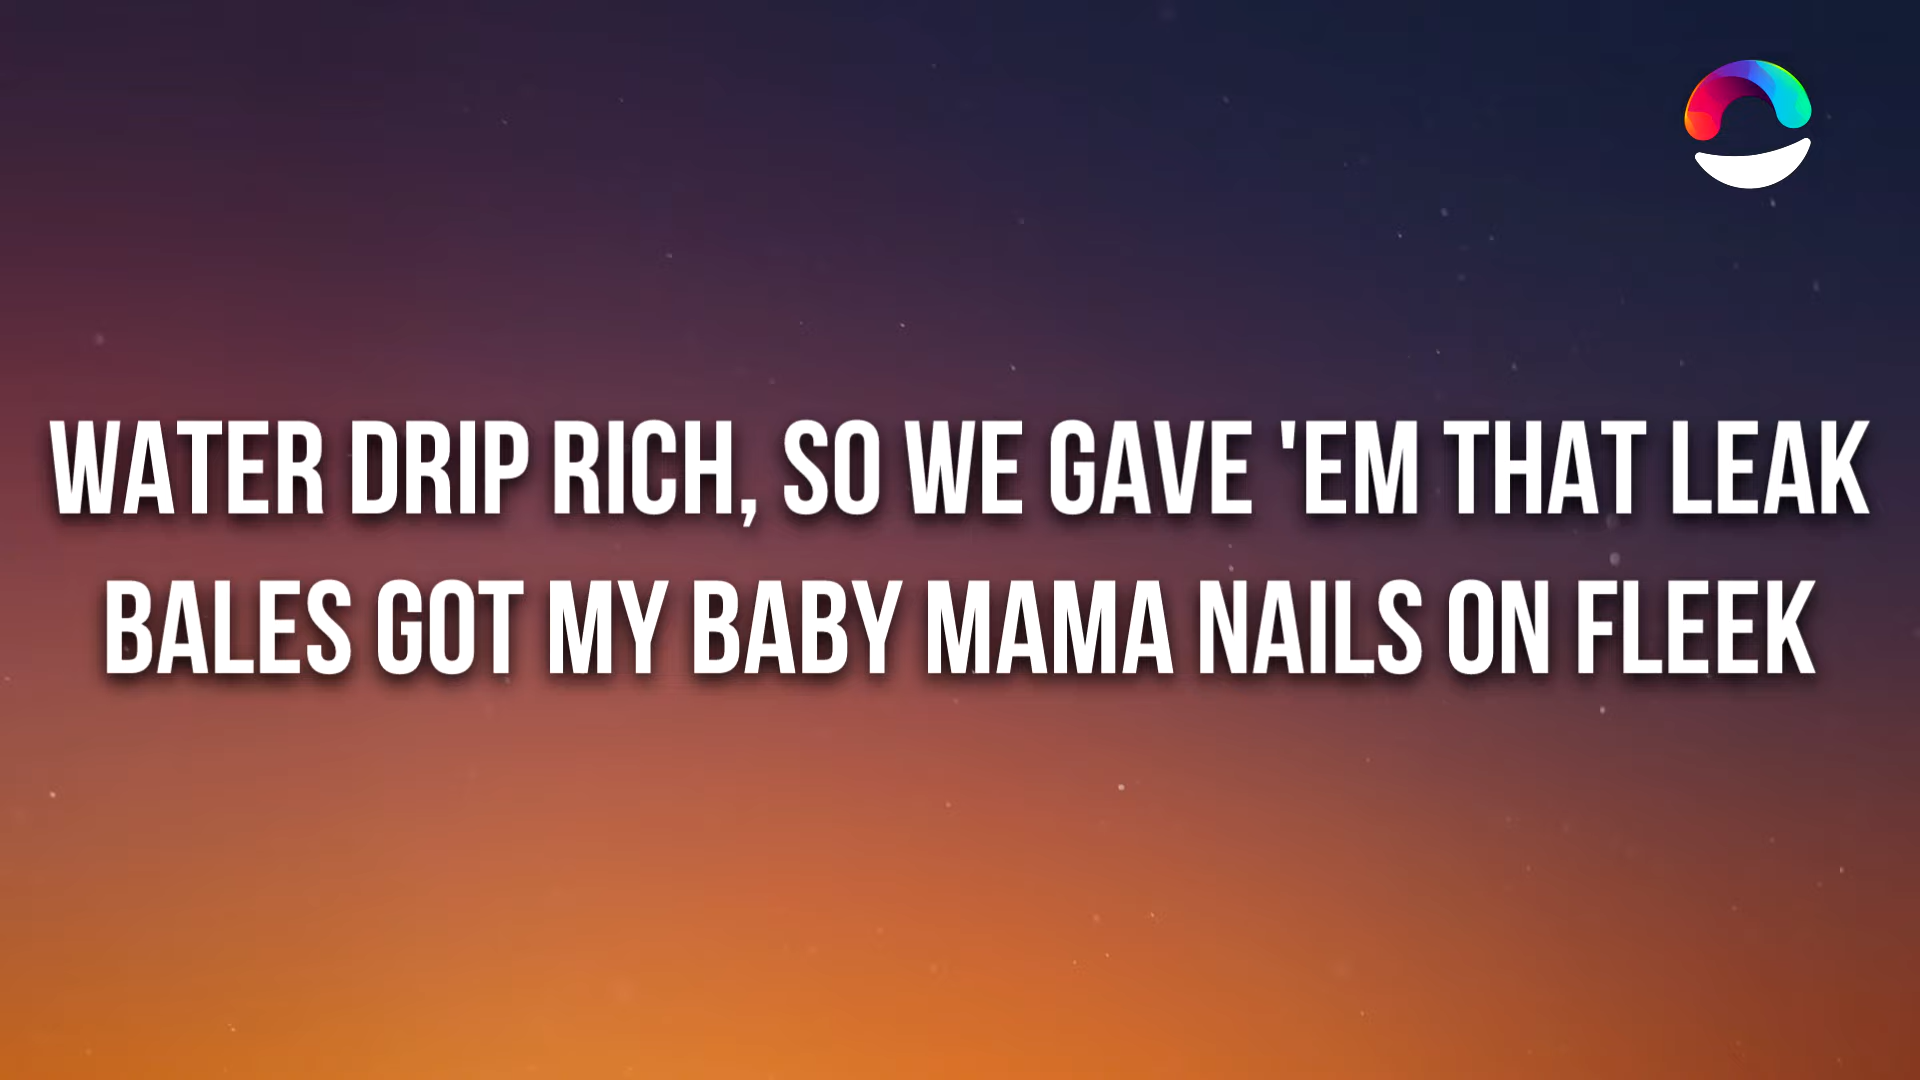 WATER DRIP RICH, SO WE GAVE 'EM THAT LEAK
BALES GOT MY BABY MAMA NAILS ON FLEEK